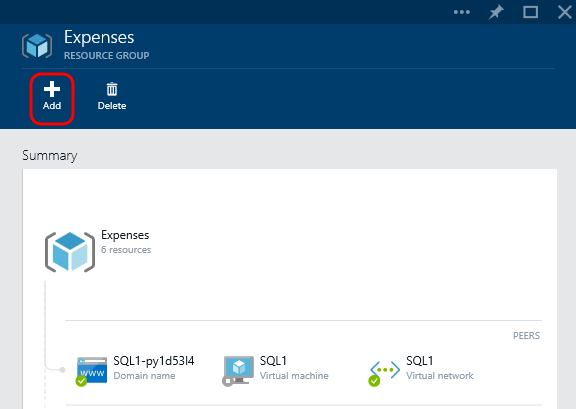 Expenses
RESOURCE GROUP
Add
Delete
Summary
Expenses
6 resources
PEERS
SQL1-py1d53l4
Domain name
SQL1
Virtual machine
SQL1
Virtual network
www